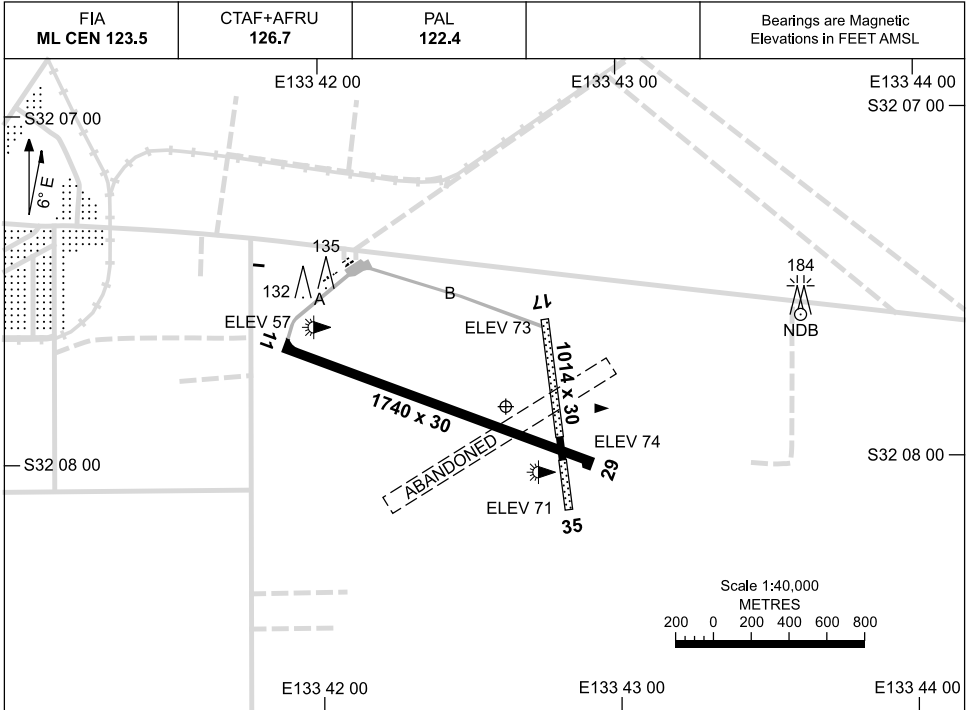 FIA
ML CEN 123.5
CTAF+AFRU
126.7
PAL
122.4
Bearings are Magnetic
Elevations in FEET AMSL
E133 42 00
E133 43 00
E133 44 00
S32 07 00
S32 07 00
6° E
135
132
A
184
NDB
B
17
ELEV 57
ELEV 73
11
1014 x 30
1740 x 30
ELEV 74
ABANDONED
S32 08 00
S32 08 00
29
ELEV 71
35
Scale 1:40,000
METRES
200 0 200 400 600 800
E133 42 00
E133 43 00
E133 44 00